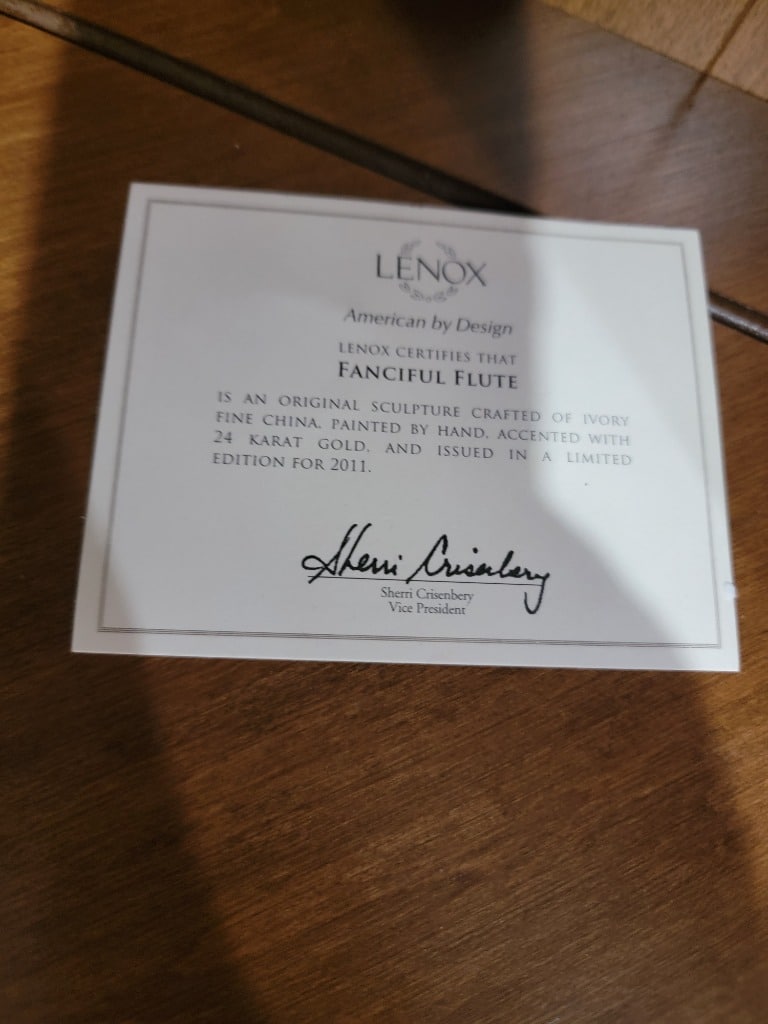 LENOX
American by Design
LENOX CERTIFIES THAT
FANCIFUL FLUTE
IS AN ORIGINAL SCULPTURE CRAFTED OF IVORY
FINE CHINA, PAINTED BY HAND, ACCENTED WITH
24 KARAT GOLD, AND ISSUED IN A LIMITED
EDITION FOR 2011.
Sherri Crisenbery
Sherri Crisenbery
Vice President